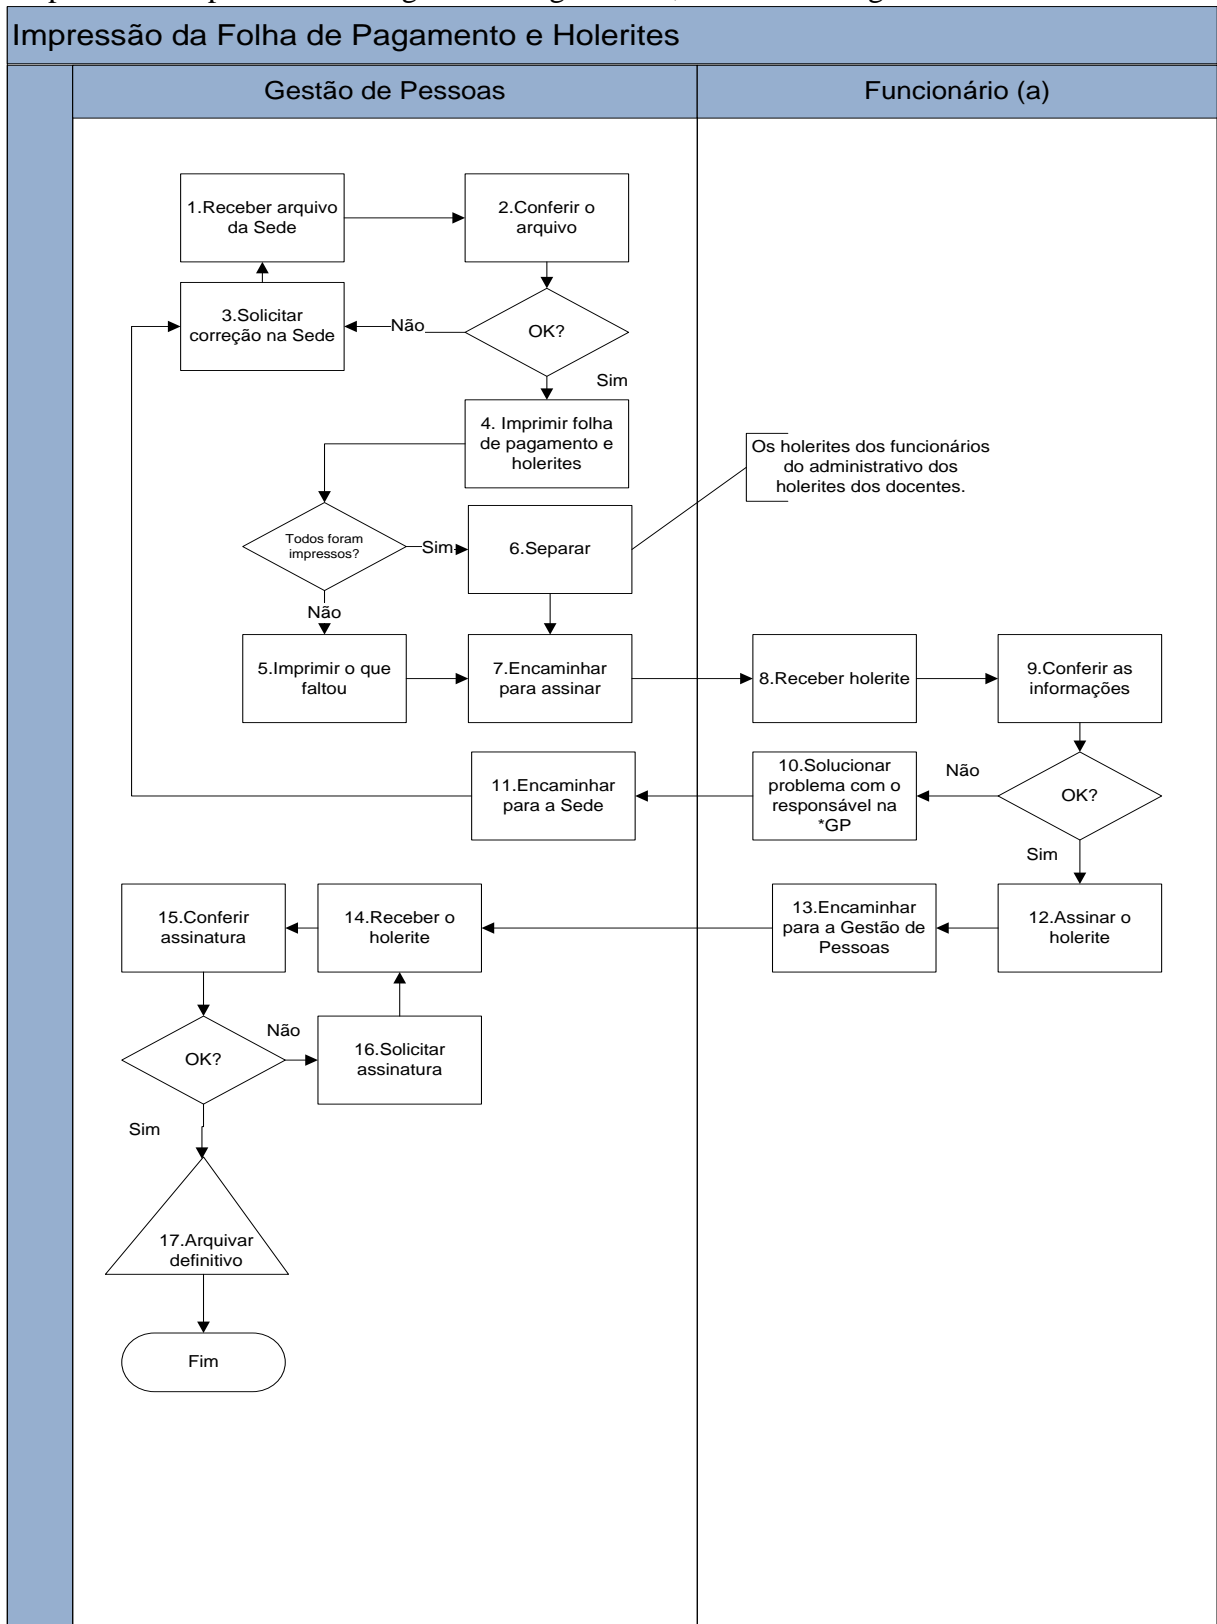 Impressão da Folha de Pagamento e Holerites
Gestão de Pessoas
Funcionário (a)
1.Receber arquivo
da Sede
2.Conferir o
arquivo
3.Solicitar
correção na Sede
Não
OK?
Sim
4. Imprimir folha
de pagamento e
holerites
Os holerites dos funcionários
do administrativo dos
holerites dos docentes.
Todos foram
impressos?
Sim
6.Separar
Não
5.Imprimir o que
faltou
7.Encaminhar
para assinar
8.Receber holerite
9.Conferir as
informações
11.Encaminhar
para a Sede
10.Solucionar
problema com o
responsável na
*GP
Não
OK?
Sim
15.Conferir
assinatura
14.Receber o
holerite
13.Encaminhar
para a Gestão de
Pessoas
12.Assinar o
holerite
OK?
Não
16.Solicitar
assinatura
Sim
17.Arquivar
definitivo
Fim